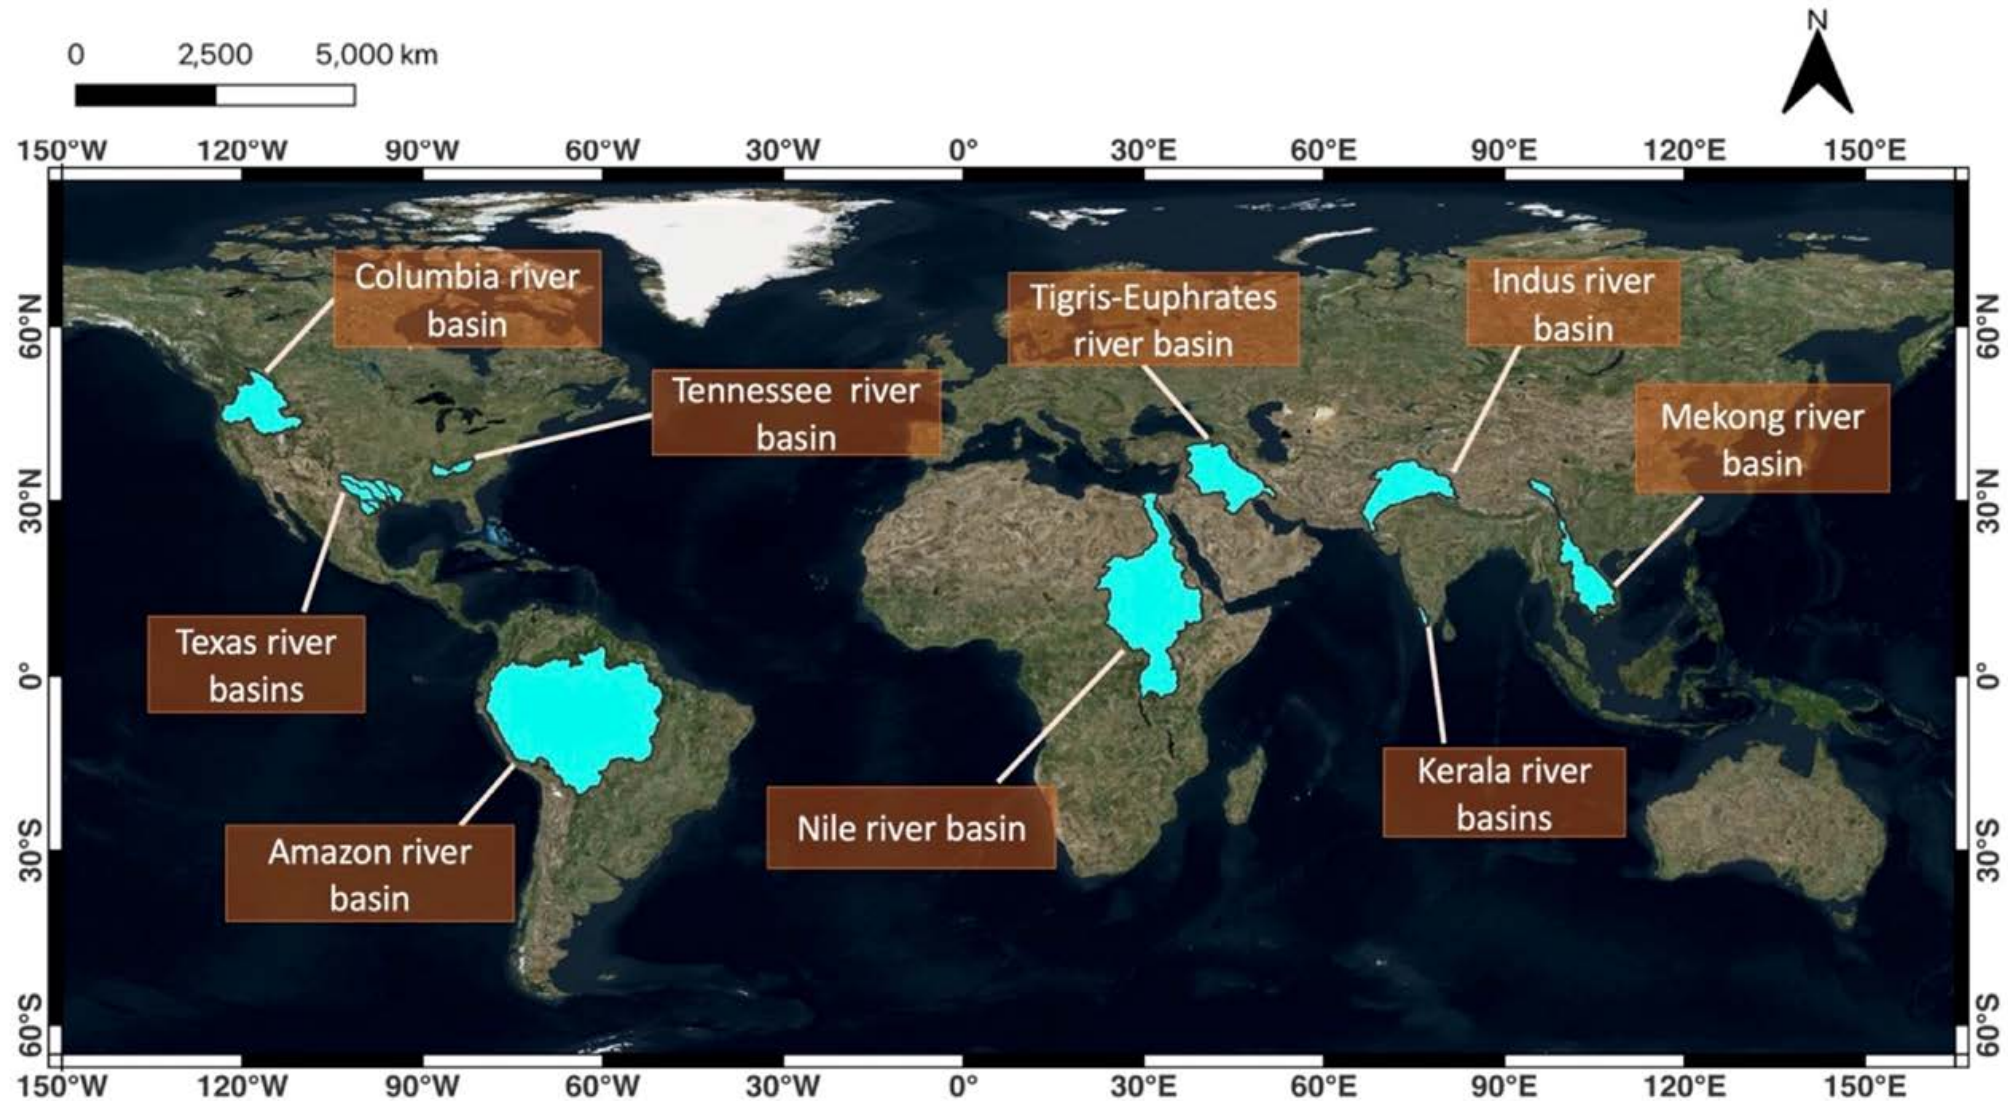 N
0 2,500 5,000 km
150°W 120°W 90°W 60°W 30°W 0° 30°E 60°E 90°E 120°E 150°E
60°N
30°N
0°
30°S
60°S
Columbia river
basin
Tennessee river
basin
Tigris-Euphrates
river basin
Indus river
basin
Mekong river
basin
Texas river
basins
Amazon river
basin
Nile river basin
Kerala river
basins
60°N
30°N
0°
30°S
60°S
150°W 120°W 90°W 60°W 30°W 0° 30°E 60°E 90°E 120°E 150°E